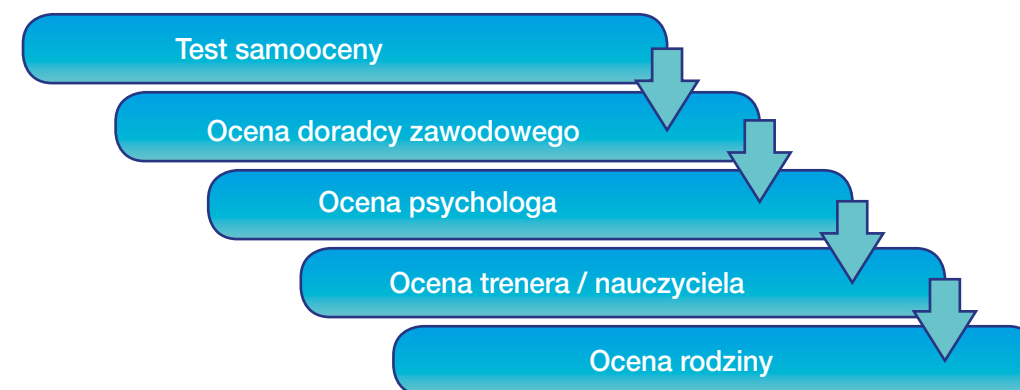 Test samooceny
Ocena doradcy zawodowego
Ocena psychologa
Ocena trenera / nauczyciela
Ocena rodziny